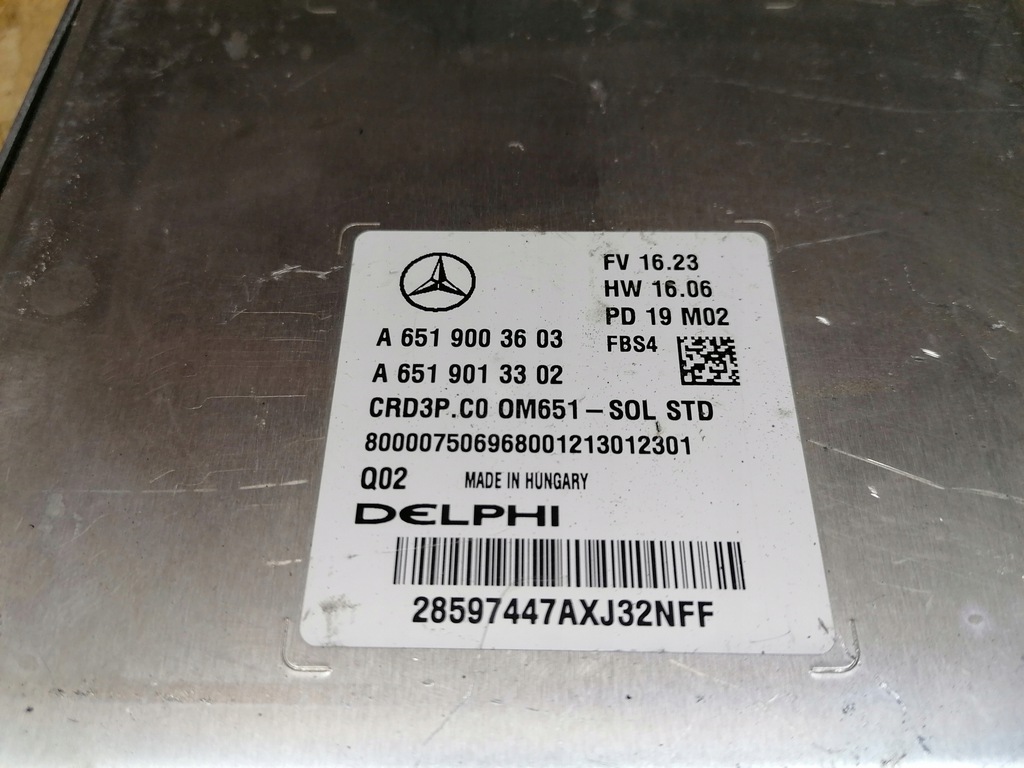 FV 16.23
HW 16.06
PD 19 M02
A 651 900 36 03
FBS4
A 651 901 33 02
CRD3P.C0 OM651-SOL STD
800007506968001213012301
Q02 MADE IN HUNGARY
DELPHI
28597447AXJ32NFF